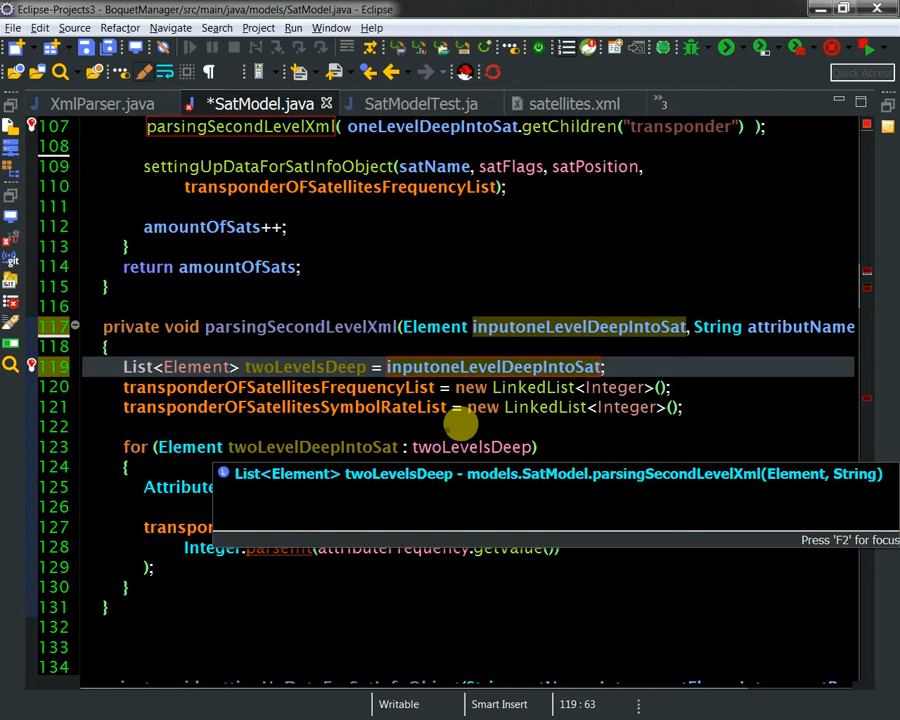 Eclipse-Projects3 - BoquetManager/src/main/java/models/SatModel.java - Eclipse
File Edit Source Refactor Navigate Search Project Run Window Help
Quick Access
XmlParser.java *SatModel.java SatModelTest.ja satellites.xml »3
107 parsingSecondLevelXml( oneLevelDeepIntoSat.getChildren("transponder") );
108
109 settingUpDataForSatInfoObject(satName, satFlags, satPosition,
110 transponderOFSatellitesFrequencyList);
111
112 amountOfSats++;
113 }
114 return amountOfSats;
115 }
116
117 private void parsingSecondLevelXml(Element inputoneLevelDeepIntoSat, String attributName
118 {
119 List<Element> twoLevelsDeep = inputoneLevelDeepIntoSat;
120 transponderOFSatellitesFrequencyList = new LinkedList<Integer>();
121 transponderOFSatellitesSymbolRateList = new LinkedList<Integer>();
123 for (Element twoLevelDeepIntoSat : twoLevelsDeep)
124 {
List<Element> twoLevelsDeep - models.SatModel.parsingSecondLevelXml(Element, String)
125 Attribute
126
127 transpon
Press 'F2' for focus
128 Integer.parseInt(attributeFrequency.getValue())
129 );
130 }
131 }
132
133
134
Writable Smart Insert 119 : 63